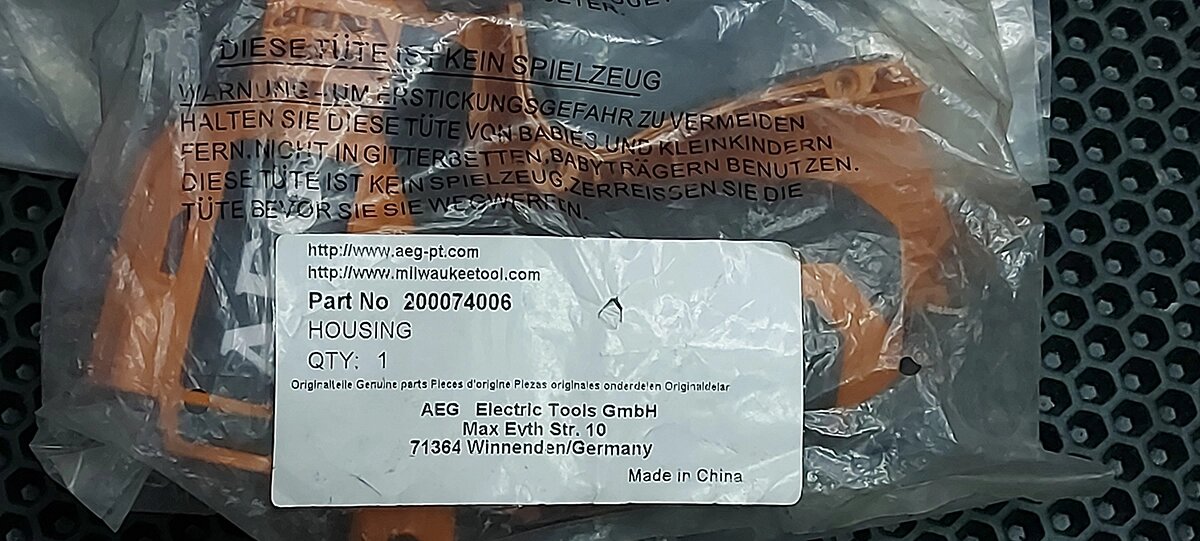 ETER.
DIESE TÜTE IST KEIN SPIELZEUG
WARNUNG - UM ERSTICKUNGSGEFAHR ZU VERMEIDEN
HALTEN SIE DIESE TÜTE VON BABIES UND KLEINKINDERN
FERN. NICHT IN GITTERBETTEN, BABYTRÄGERN BENUTZEN.
DIESE TÜTE IST KEIN SPIELZEUG, ZERREISSEN SIE DIE
TÜTE BEVOR SIE SIE WEGWERFEN.
http://www.aeg-pt.com
http://www.milwaukeetool.com
Part No 200074006
HOUSING
QTY: 1
Originalteile Genuine parts Pieces d'origine Piezas originales onderdelen Originaldelar
AEG Electric Tools GmbH
Max Eyth Str. 10
71364 Winnenden/Germany
Made in China